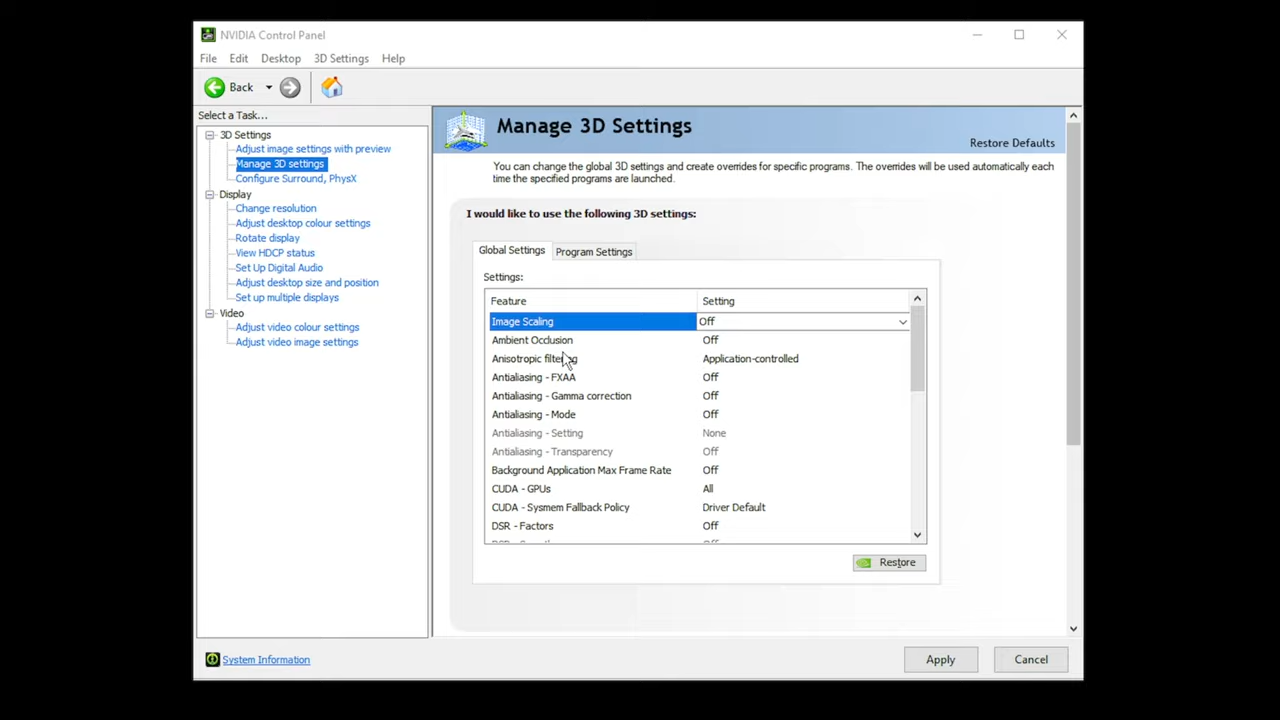 NVIDIA Control Panel
File Edit Desktop 3D Settings Help
Back
Select a Task...
3D Settings
Adjust image settings with preview
Manage 3D settings
Configure Surround, PhysX
Display
Change resolution
Adjust desktop colour settings
Rotate display
View HDCP status
Set Up Digital Audio
Adjust desktop size and position
Set up multiple displays
Video
Adjust video colour settings
Adjust video image settings
System Information
Manage 3D Settings
Restore Defaults
You can change the global 3D settings and create overrides for specific programs. The overrides will be used automatically each
time the specified programs are launched.
I would like to use the following 3D settings:
Global Settings Program Settings
Settings:
Feature Setting
Image Scaling Off
Ambient Occlusion Off
Anisotropic filtering Application-controlled
Antialiasing - FXAA Off
Antialiasing - Gamma correction Off
Antialiasing - Mode Off
Antialiasing - Setting None
Antialiasing - Transparency Off
Background Application Max Frame Rate Off
CUDA - GPUs All
CUDA - Sysmem Fallback Policy Driver Default
DSR - Factors Off
Restore
Apply Cancel